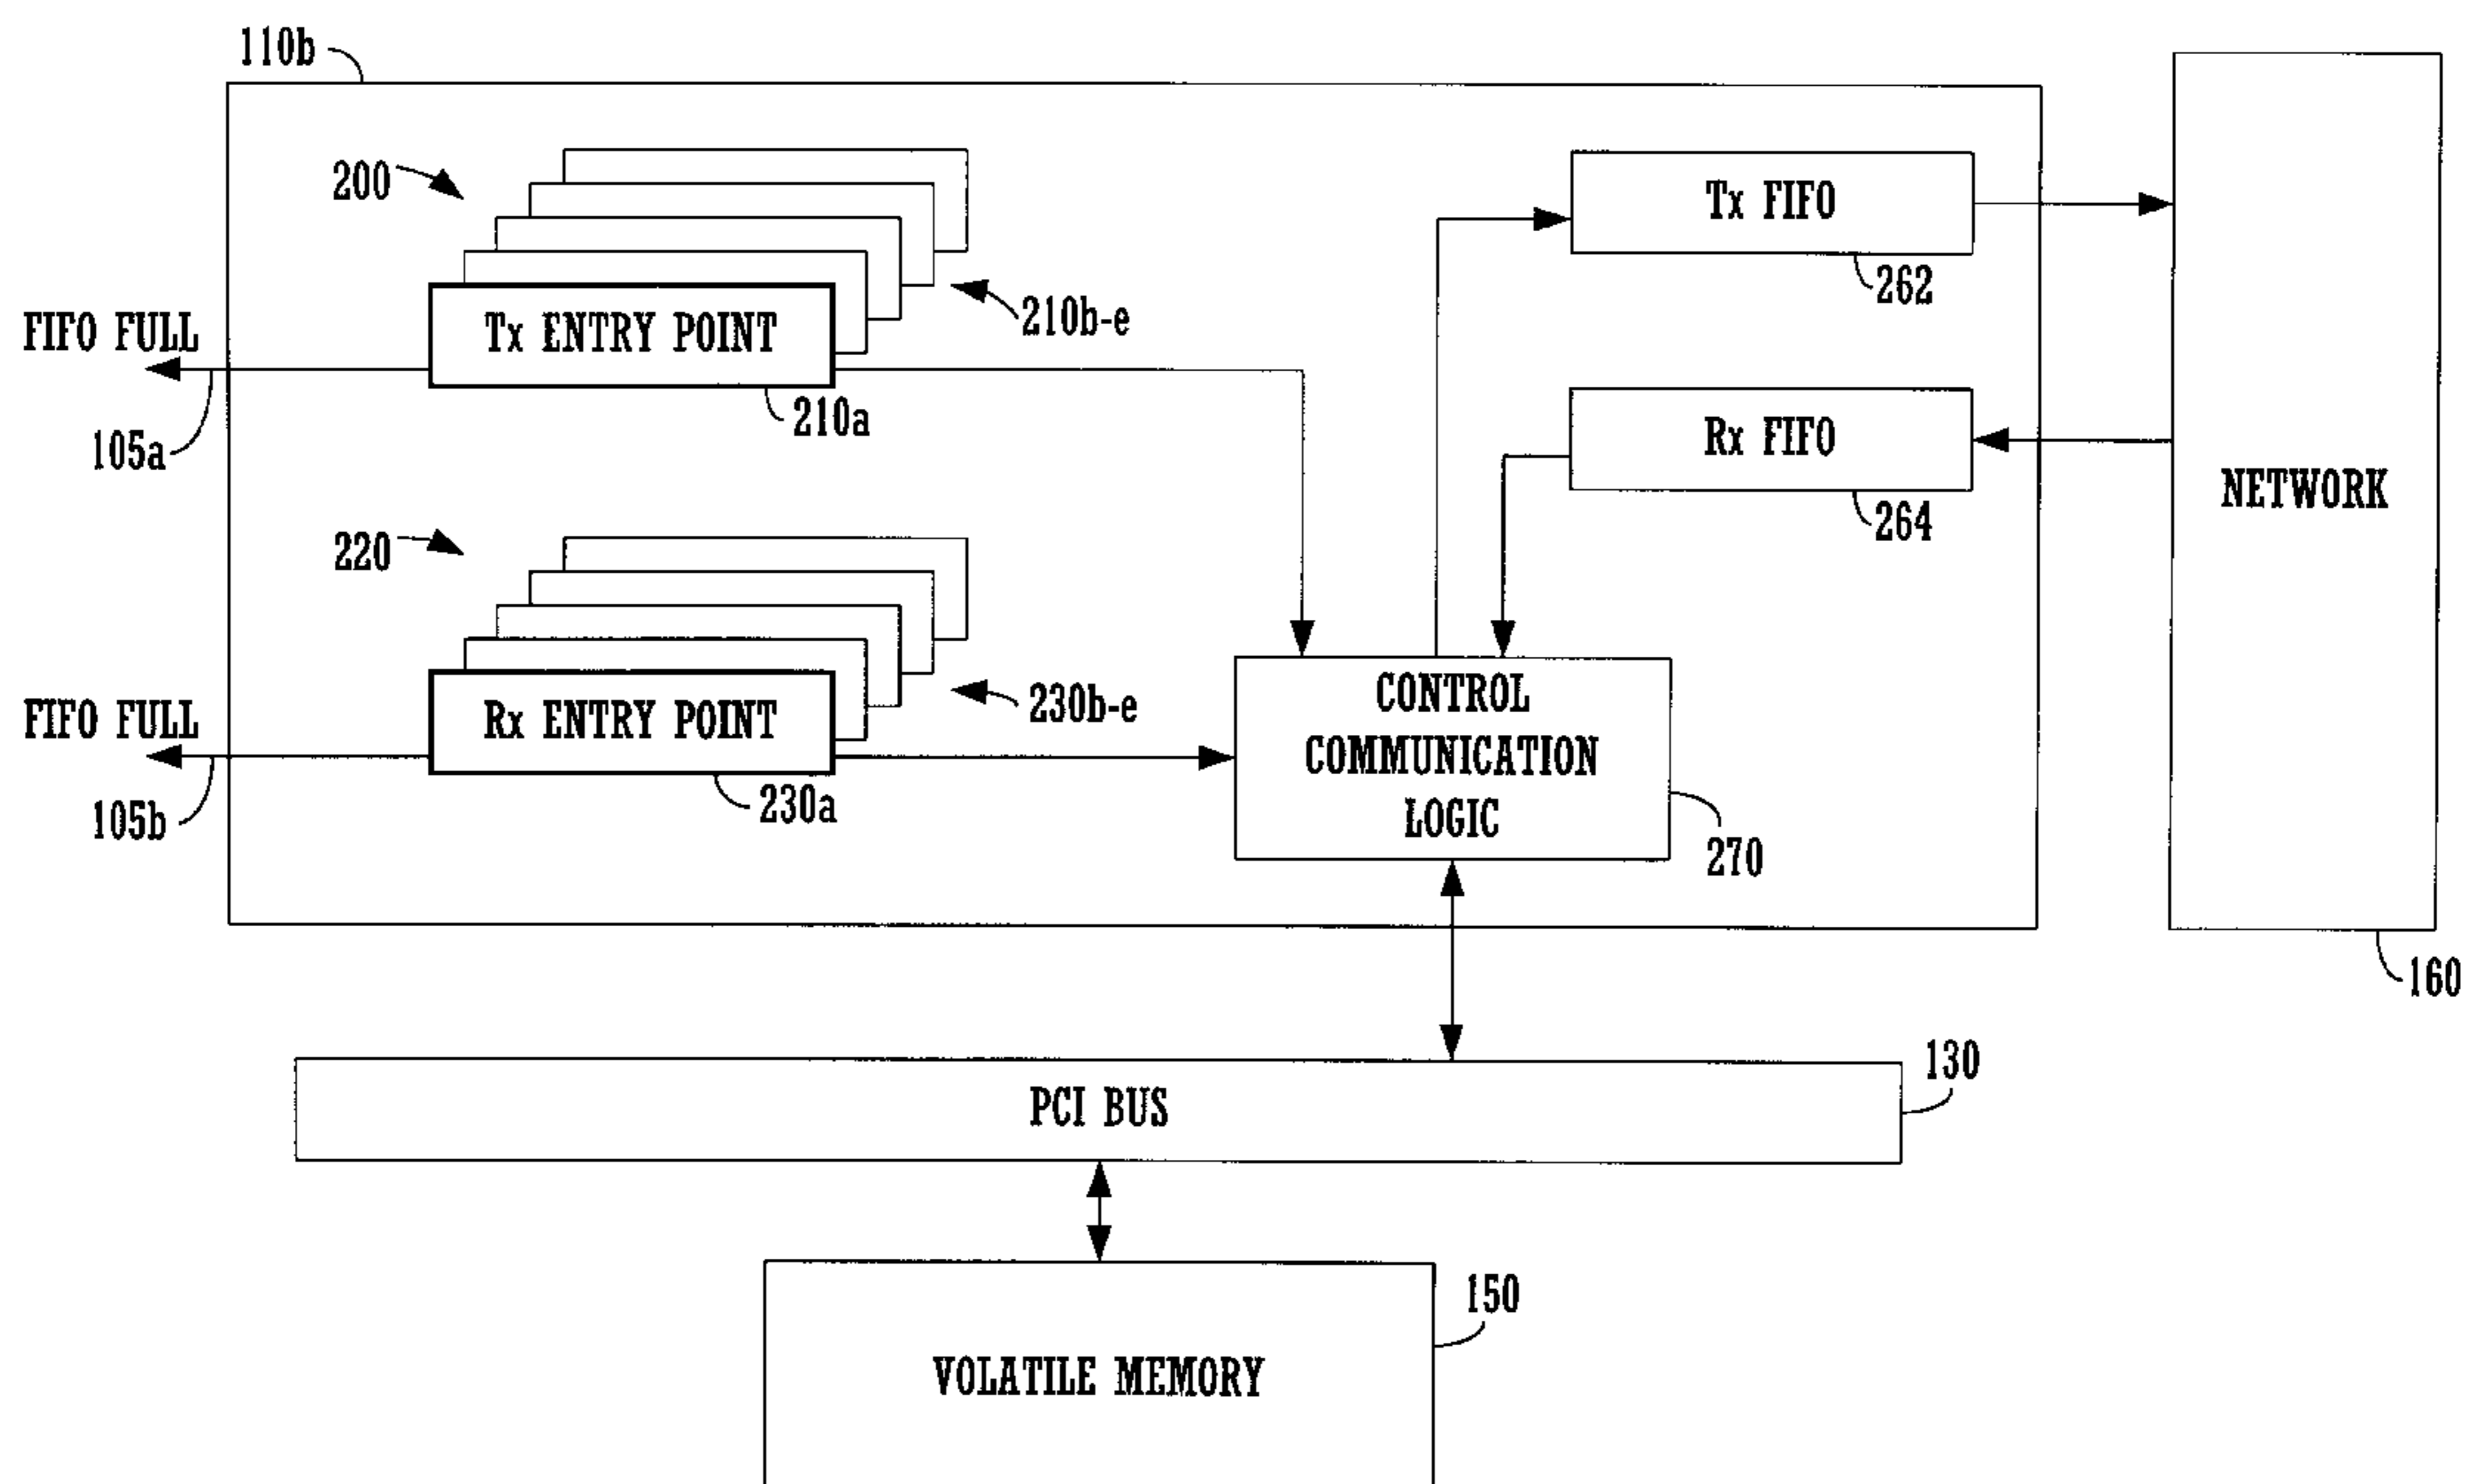 110b
200
Tx FIFO
262
210b-e
FIFO FULL
Tx ENTRY POINT
210a
105a
Rx FIFO
264
NETWORK
220
230b-e
FIFO FULL
Rx ENTRY POINT
230a
105b
CONTROL
COMMUNICATION
LOGIC
270
160
130
PCI BUS
150
VOLATILE MEMORY